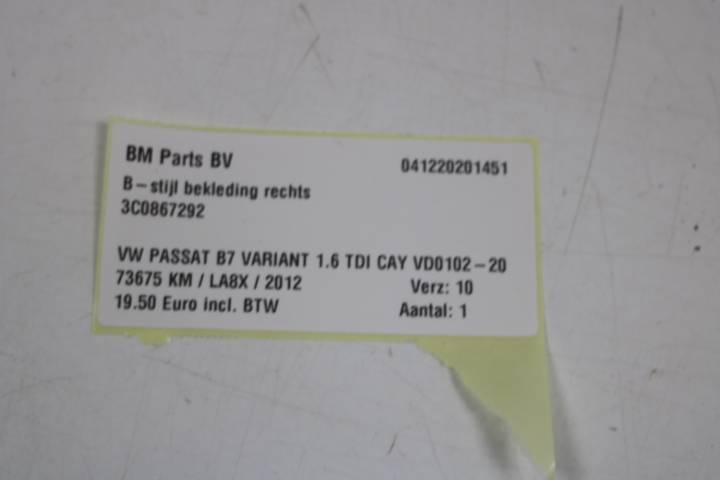 BM Parts BV 041220201451
B-stijl bekleding rechts
3C0867292
VW PASSAT B7 VARIANT 1.6 TDI CAY VD0102-20
73675 KM / LA8X / 2012 Verz: 10
19.50 Euro incl. BTW Aantal: 1